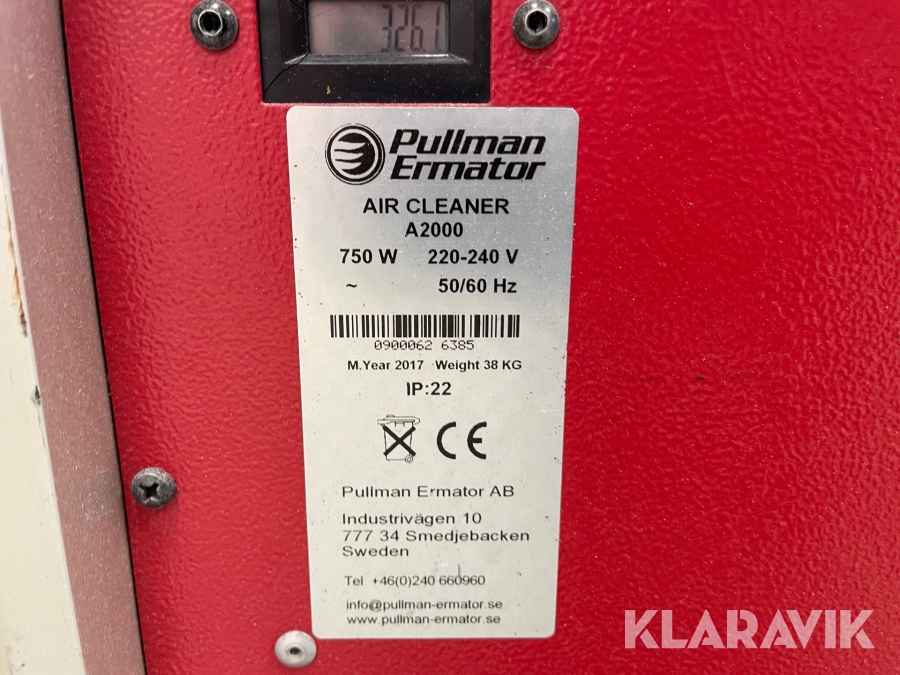 3261
Pullman
Ermator
AIR CLEANER
A2000
750 W 220-240 V
~ 50/60 Hz
0900062 6385
M.Year 2017 Weight 38 KG
IP:22
CE
Pullman Ermator AB
Industrivägen 10
777 34 Smedjebacken
Sweden
Tel +46(0)240 660960
info@pullman-ermator.se
www.pullman-ermator.se
KLARAVIK